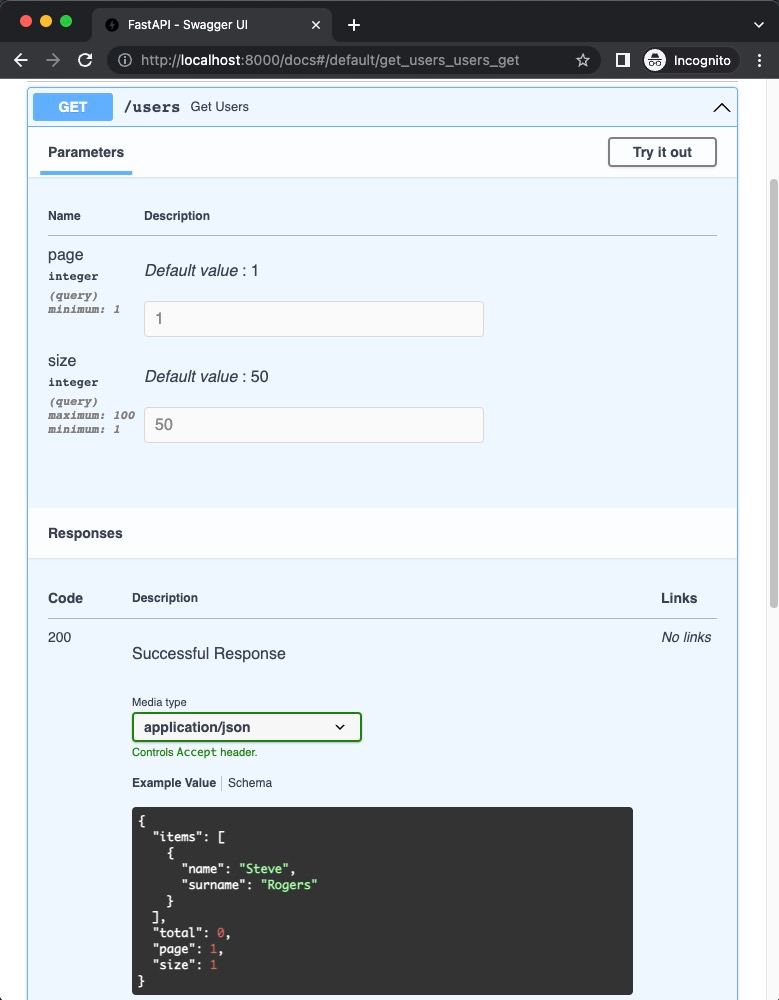 FastAPI - Swagger UI
http://localhost:8000/docs#/default/get_users_users_get
Incognito
GET /users Get Users
Parameters
Try it out
Name Description
page
integer
(query)
minimum: 1
Default value : 1
1
size
integer
(query)
maximum: 100
minimum: 1
Default value : 50
50
Responses
Code Description Links
200
Successful Response
No links
Media type
application/json
Controls Accept header.
Example Value Schema
{
"items": [
{
"name": "Steve",
"surname": "Rogers"
}
],
"total": 0,
"page": 1,
"size": 1
}